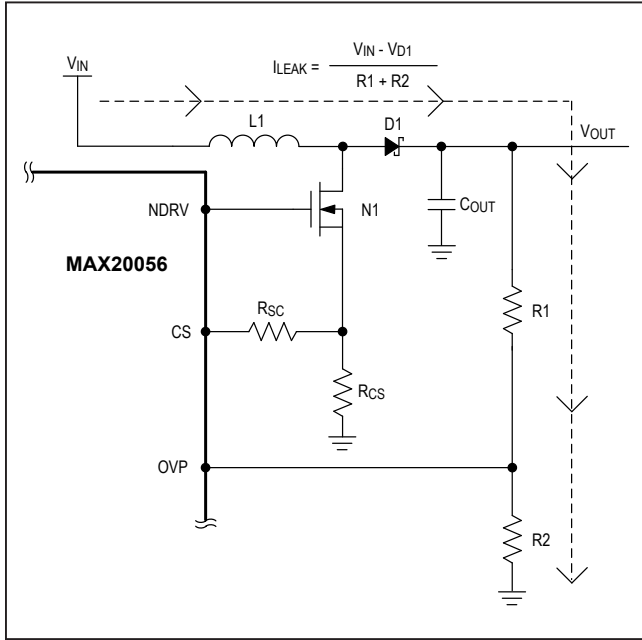 VIN
ILEAK = VIN - VD1
R1 + R2
L1
D1
VOUT
NDRV
N1
COUT
MAX20056
RSC
R1
CS
RCS
OVP
R2